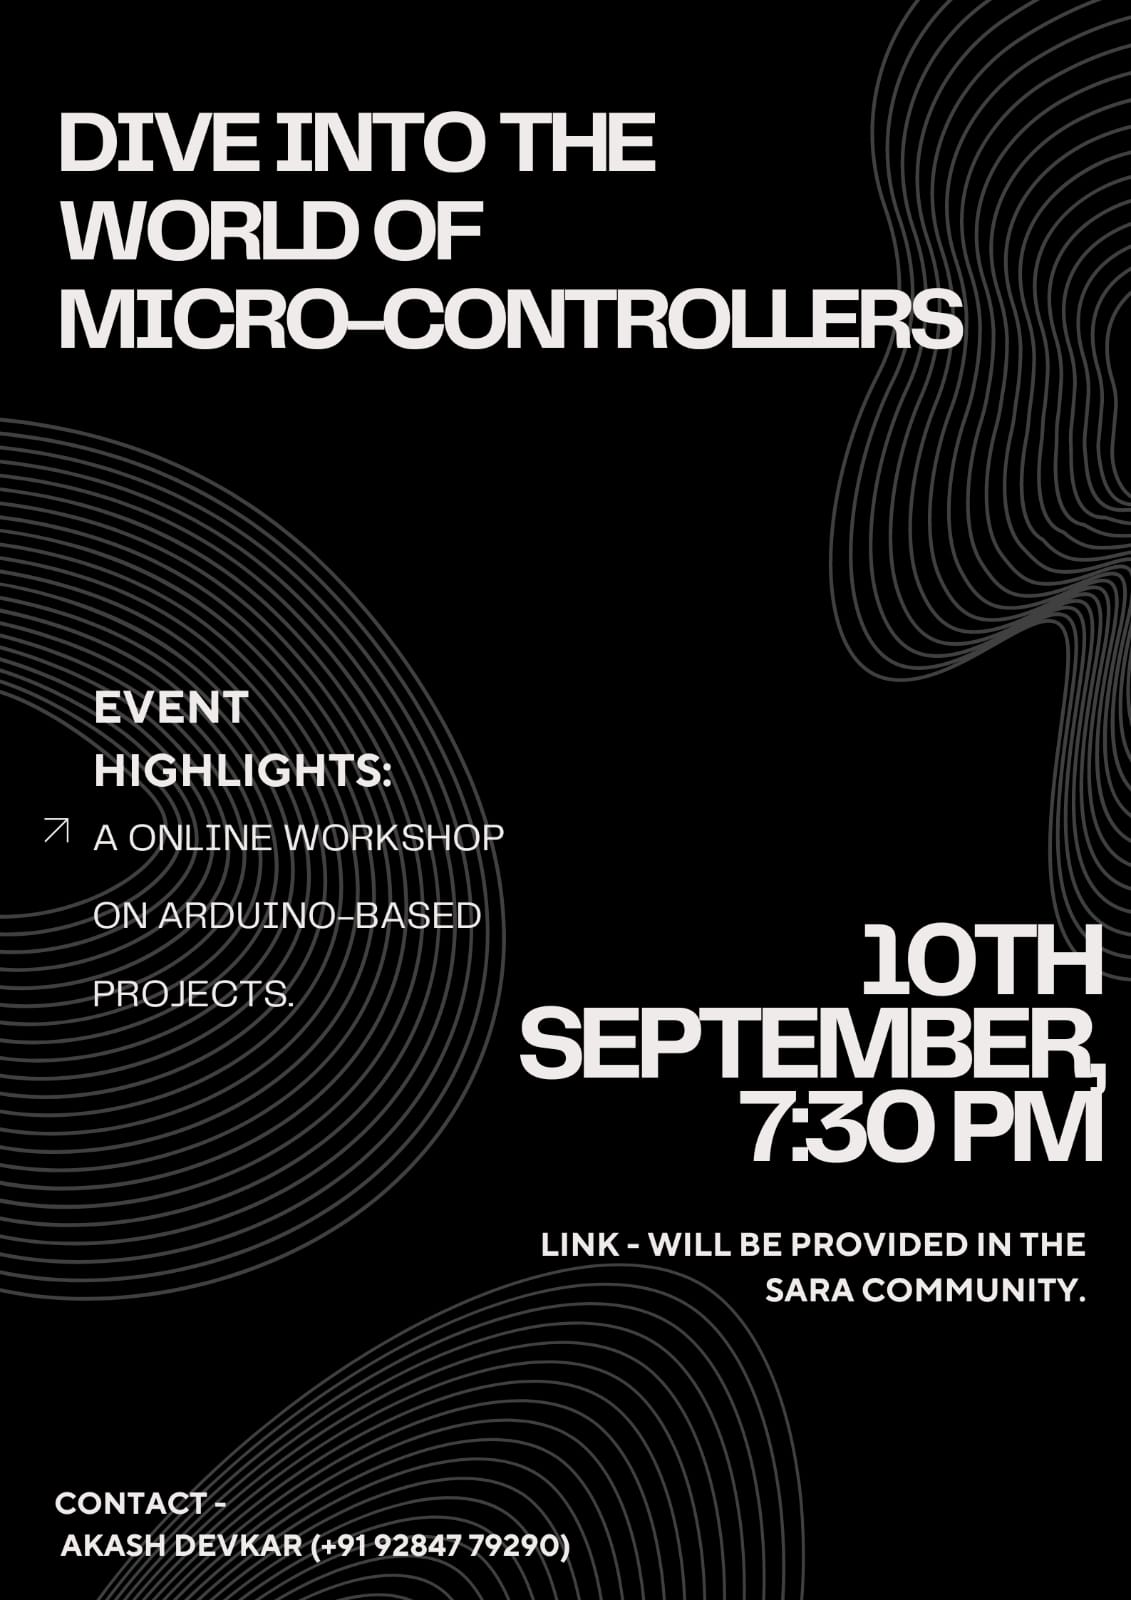 DIVE INTO THE
WORLD OF
MICRO-CONTROLLERS
EVENT
HIGHLIGHTS:
A ONLINE WORKSHOP
ON ARDUINO-BASED
PROJECTS.
10TH
SEPTEMBER,
7:30 PM
LINK - WILL BE PROVIDED IN THE
SARA COMMUNITY.
CONTACT -
AKASH DEVKAR (+91 92847 79290)